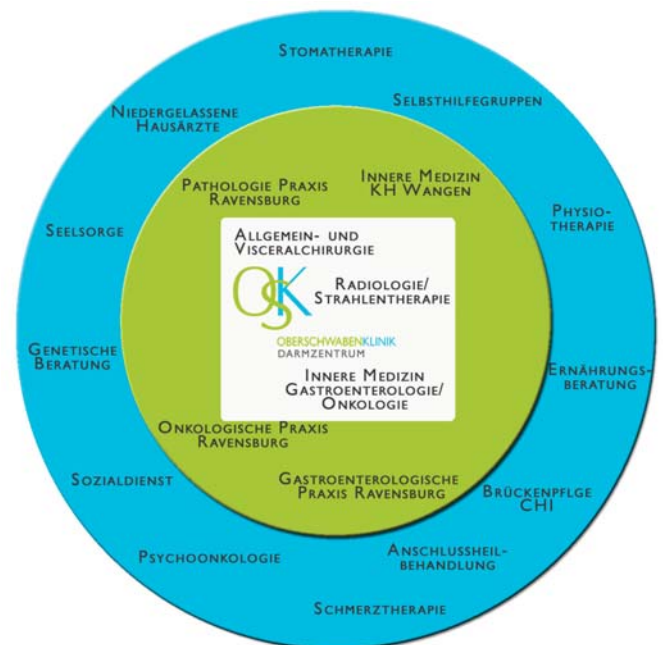 STOMATHERAPIE
SELBSTHILFEGRUPPEN
NIEDERGELASSENE
HAUSÄRZTE
PATHOLOGIE PRAXIS
RAVENSBURG
INNERE MEDIZIN
KH WANGEN
PHYSIO-
THERAPIE
SEELSORGE
ALLGEMEIN- UND
VISCERALCHIRURGIE
OSK
RADIOLOGIE/
STRAHLENTHERAPIE
OBERSCHWABENKLINIK
DARMZENTRUM
GENETISCHE
BERATUNG
ERNÄHRUNGS-
BERATUNG
INNERE MEDIZIN
GASTROENTEROLOGIE/
ONKOLOGIE
ONKOLOGISCHE PRAXIS
RAVENSBURG
SOZIALDIENST
GASTROENTEROLOGISCHE
PRAXIS RAVENSBURG
BRÜCKENPFLGE
CHI
PSYCHOONKOLOGIE
ANSCHLUSSHEIL-
BEHANDLUNG
SCHMERZTHERAPIE